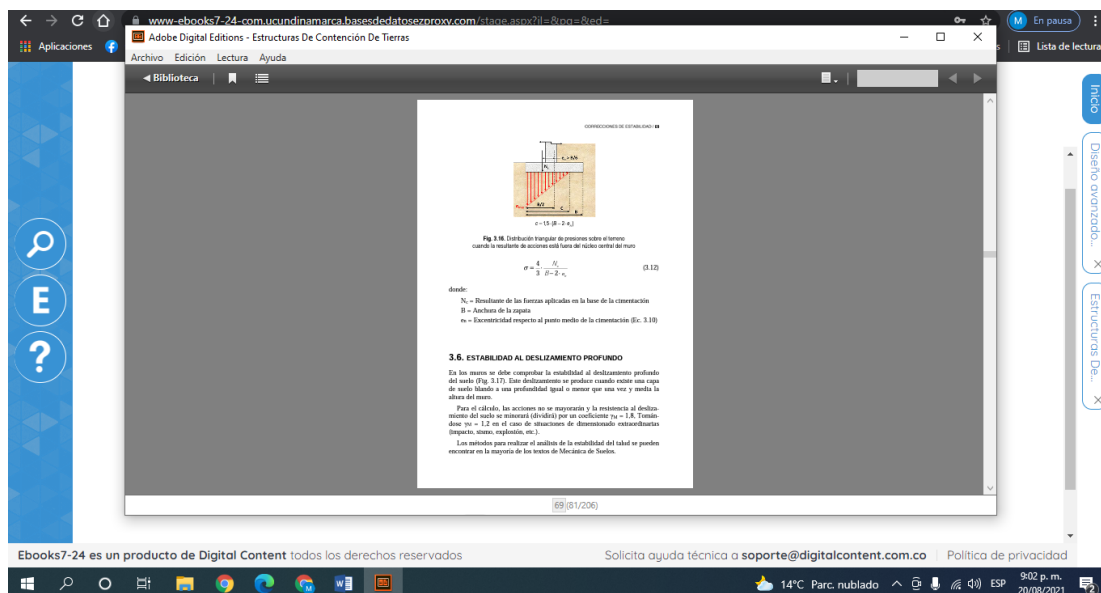 www-ebooks7-24-com.ucundinamarca.basesdedatosezproxy.com/stage.aspx?il=&pg=&ed=
M En pausa
Aplicaciones
Lista de lectura
Adobe Digital Editions - Estructuras De Contención De Tierras
Archivo Edición Lectura Ayuda
Biblioteca
CORRECCIONES DE ESTABILIDAD 69
B/2
c
B
c = 1,5 · (B – 2 · e
Fig. 3.16. Distribución triangular de presiones sobre el terreno
cuando la resultante de acciones está fuera del núcleo central del muro
σ = 4/3 · N / B – 2 · e (3.12)
donde:
N = Resultante de las fuerzas aplicadas en la base de la cimentación
B = Anchura de la zapata
e = Excentricidad respecto al punto medio de la cimentación (Ec. 3.10)
3.6. ESTABILIDAD AL DESLIZAMIENTO PROFUNDO
En los muros se debe comprobar la estabilidad al deslizamiento profundo
del suelo (Fig. 3.17). Este deslizamiento se produce cuando existe una capa
de suelo blando a una profundidad igual o menor que una vez y media la
altura del muro.
Para el cálculo, las acciones no se mayorarán y la resistencia al desliza-
miento del suelo se minorará (dividirá) por un coeficiente γM = 1,8, Tomán-
dose γM = 1,2 en el caso de situaciones de dimensionado extraordinarias
(impacto, sismo, explosión, etc.).
Los métodos para realizar el análisis de la estabilidad del talud se pueden
encontrar en la mayoría de los textos de Mecánica de Suelos.
69 (81/206)
Inicio
Diseño avanzado...
Estructuras De...
E
?
Ebooks7-24 es un producto de Digital Content todos los derechos reservados
Solicita ayuda técnica a soporte@digitalcontent.com.co
Política de privacidad
14°C Parc. nublado
ESP
9:02 p. m.
20/08/2021
2